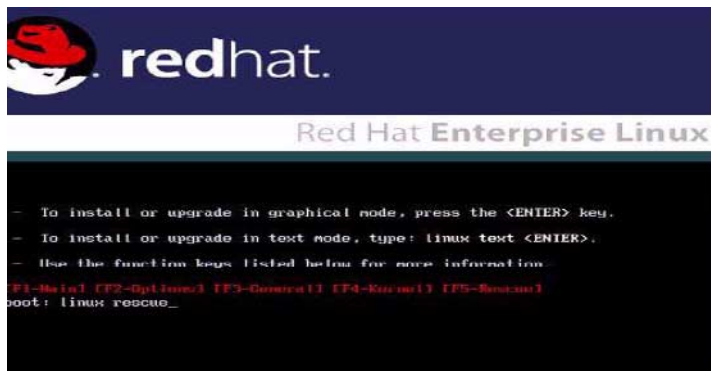 redhat.
Red Hat Enterprise Linux
- To install or upgrade in graphical mode, press the <ENTER> key.
- To install or upgrade in text mode, type: linux text <ENTER>.
- Use the function keys listed below for more information.
[F1-Main] [F2-Options] [F3-General] [F4-Kernel] [F5-Rescue]
boot: linux rescue_